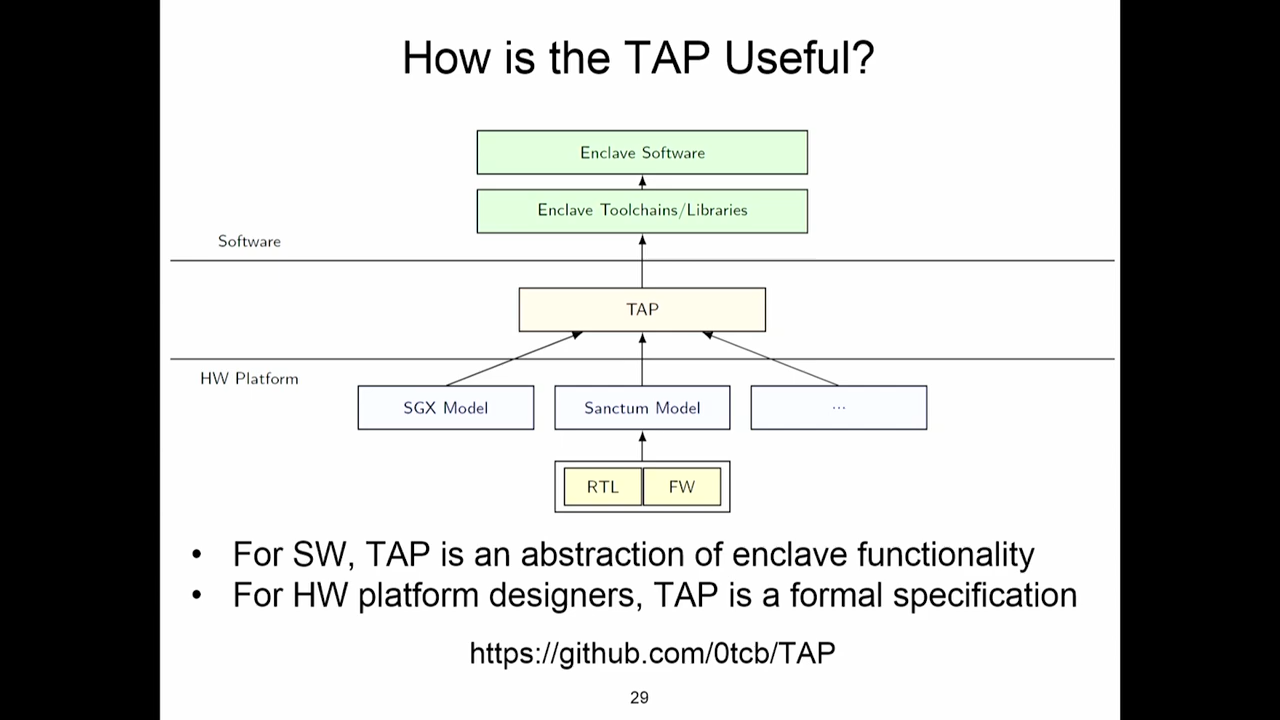 How is the TAP Useful?
Enclave Software
Enclave Toolchains/Libraries
Software
TAP
HW Platform
SGX Model
Sanctum Model
...
RTL
FW
• For SW, TAP is an abstraction of enclave functionality
• For HW platform designers, TAP is a formal specification
https://github.com/0tcb/TAP
29